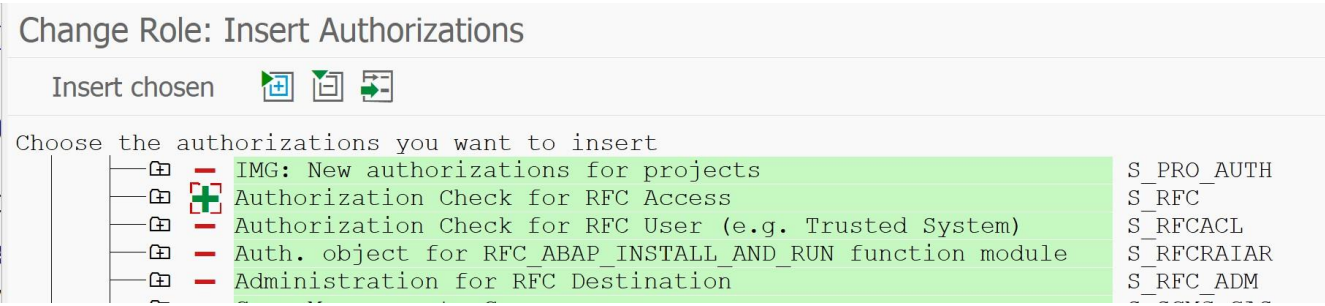 Change Role: Insert Authorizations
Insert chosen
Choose the authorizations you want to insert
IMG: New authorizations for projects S_PRO_AUTH
Authorization Check for RFC Access S_RFC
Authorization Check for RFC User (e.g. Trusted System) S_RFCACL
Auth. object for RFC_ABAP_INSTALL_AND_RUN function module S_RFCRAIAR
Administration for RFC Destination S_RFC_ADM